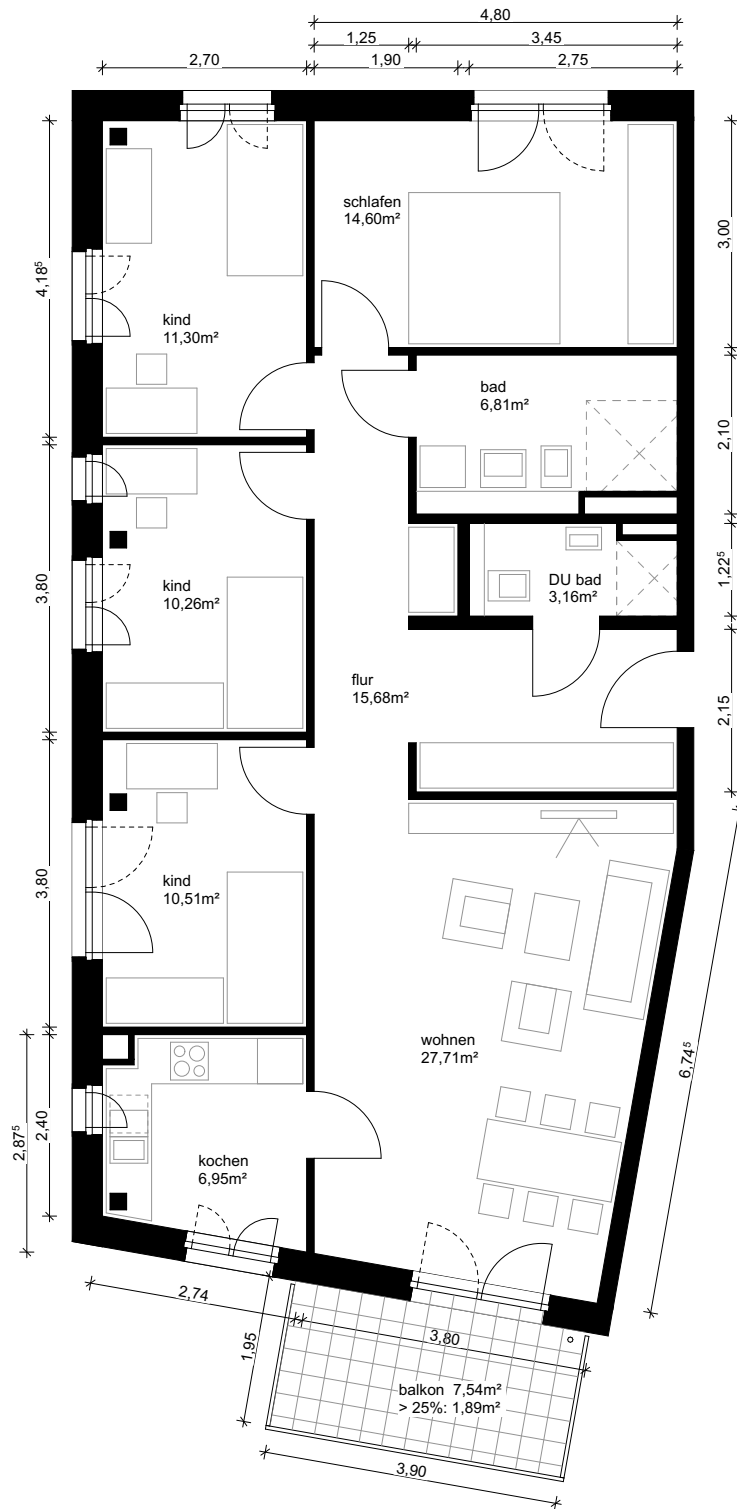 4,80
1,25
3,45
2,70
1,90
2,75
schlafen
14,60m²
3,00
4,18⁵
kind
11,30m²
bad
6,81m²
2,10
kind
10,26m²
3,80
DU bad
3,16m²
1,22⁵
flur
15,68m²
2,15
kind
10,51m²
3,80
wohnen
27,71m²
6,74⁵
2,87⁵
2,40
kochen
6,95m²
2,74
1,95
3,80
balkon 7,54m²
> 25%: 1,89m²
3,90